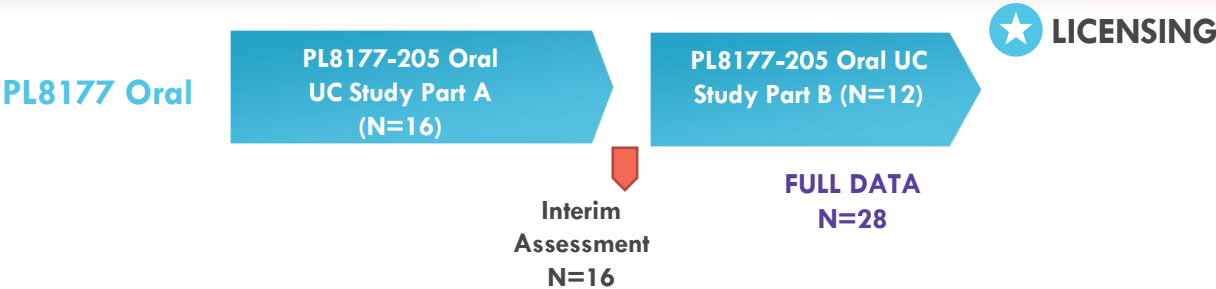 LICENSING
PL8177 Oral
PL8177-205 Oral
UC Study Part A
(N=16)
PL8177-205 Oral UC
Study Part B (N=12)
Interim
Assessment
N=16
FULL DATA
N=28